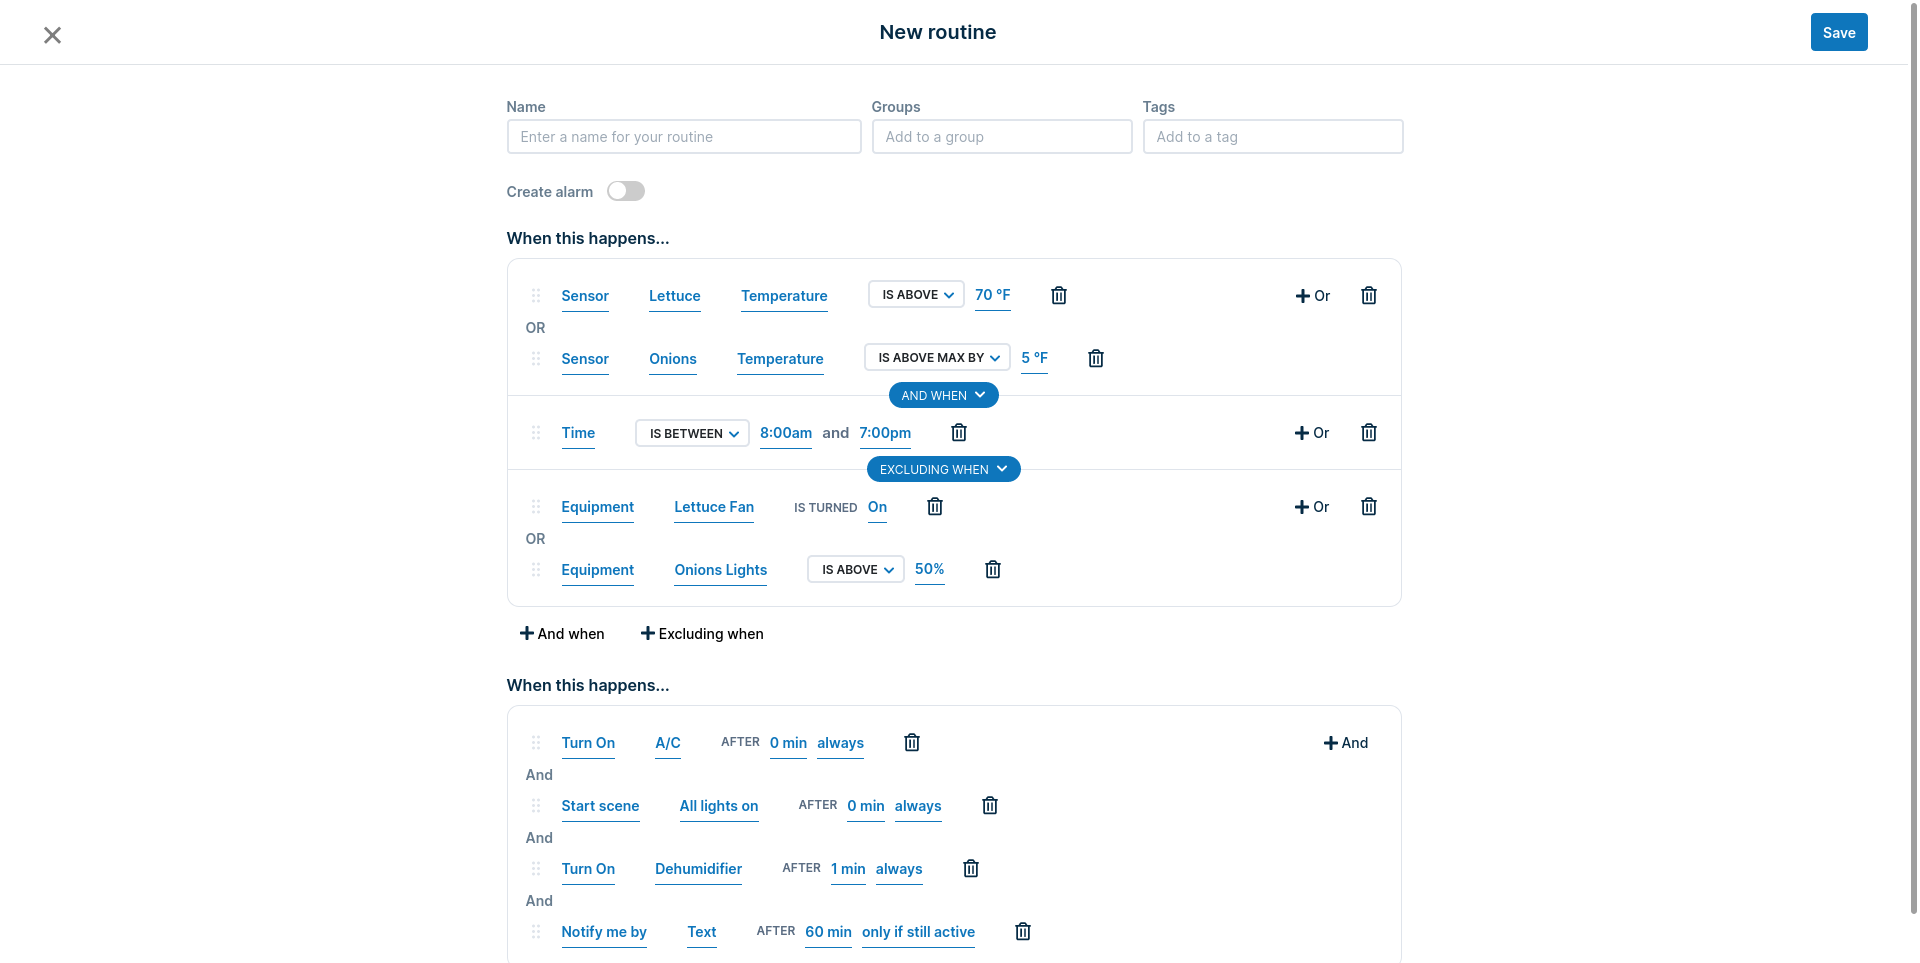 New routine
Save
Name Groups Tags
Enter a name for your routine Add to a group Add to a tag
Create alarm
When this happens...
Sensor Lettuce Temperature IS ABOVE 70 °F Or
OR
Sensor Onions Temperature IS ABOVE MAX BY 5 °F
AND WHEN
Time IS BETWEEN 8:00am and 7:00pm Or
EXCLUDING WHEN
Equipment Lettuce Fan IS TURNED On Or
OR
Equipment Onions Lights IS ABOVE 50%
And when Excluding when
When this happens...
Turn On A/C AFTER 0 min always And
And
Start scene All lights on AFTER 0 min always
And
Turn On Dehumidifier AFTER 1 min always
And
Notify me by Text AFTER 60 min only if still active